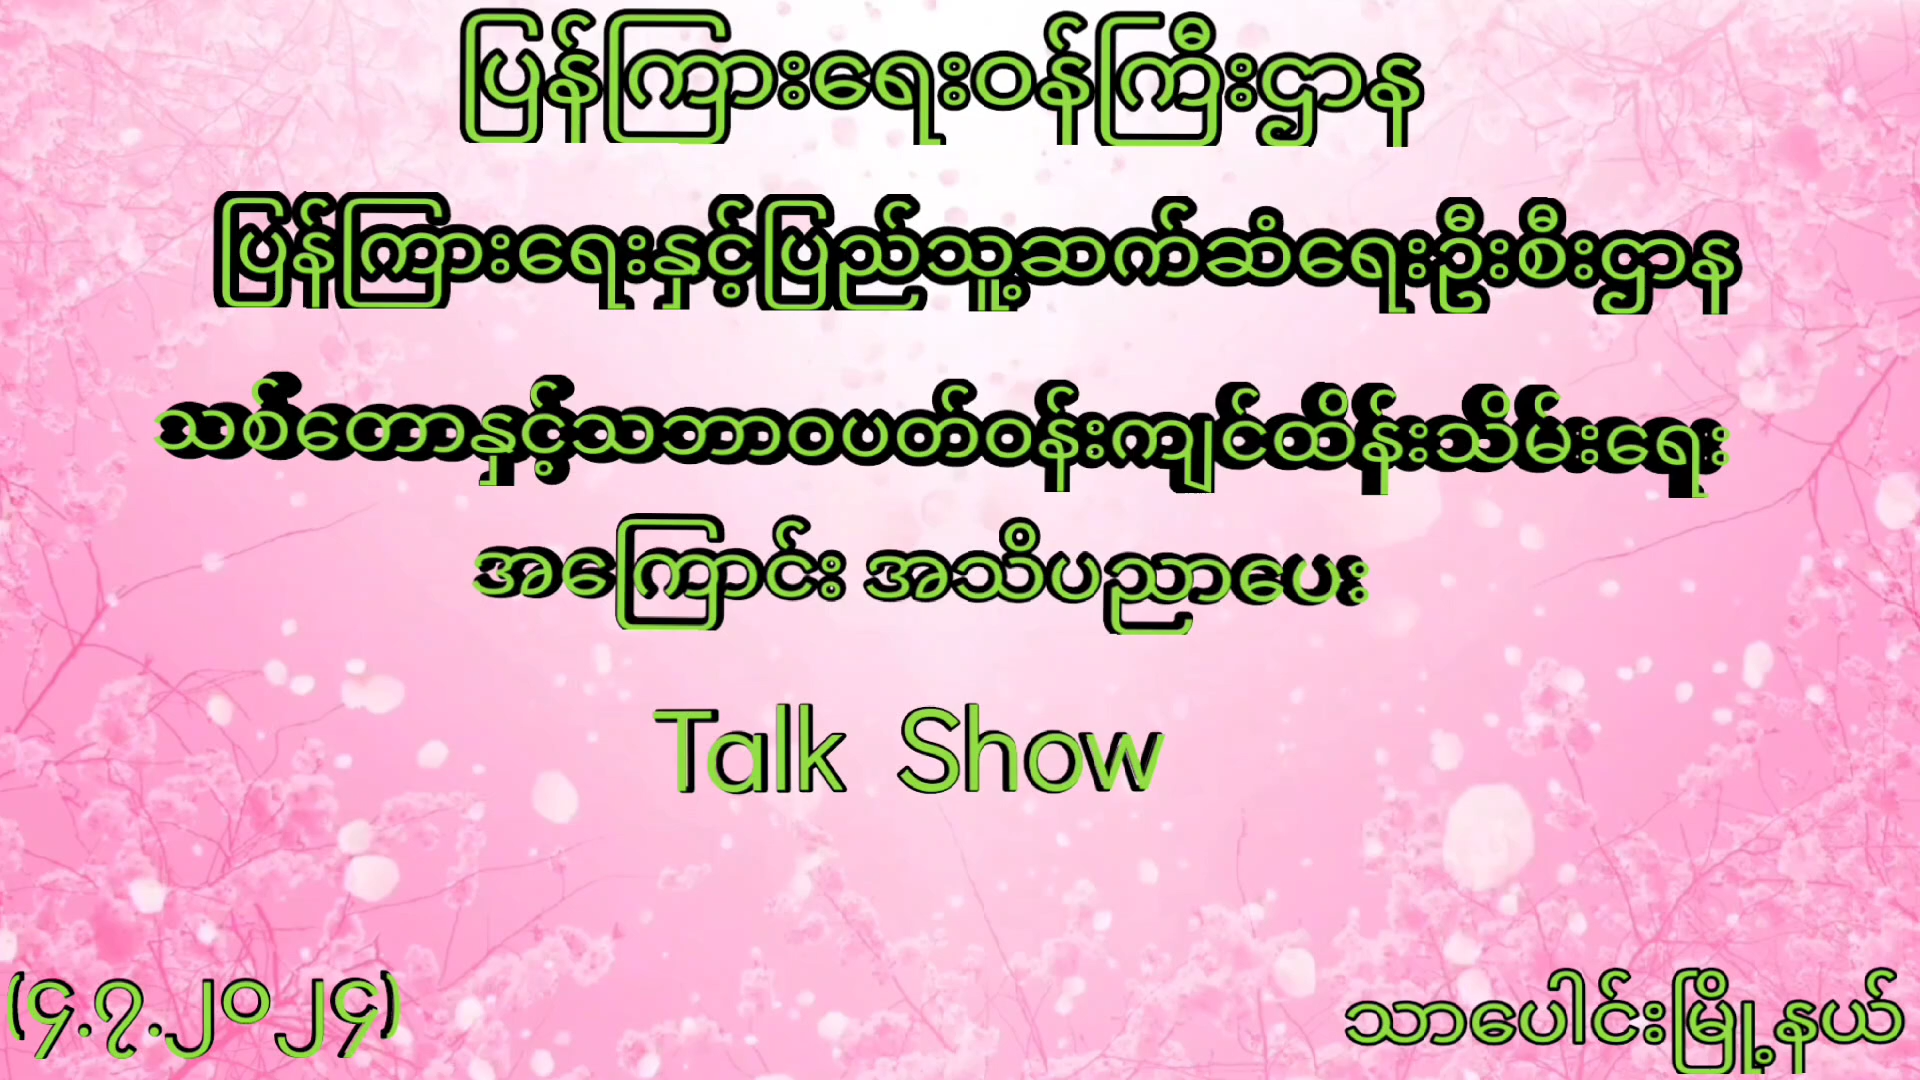 ပြန်ကြားရေးဝန်ကြီးဌာန
ပြန်ကြားရေးနှင့်ပြည်သူ့ဆက်ဆံရေးဦးစီးဌာန
သစ်တောနှင့်သဘာဝပတ်ဝန်းကျင်ထိန်းသိမ်းရေး
အကြောင်း အသိပညာပေး
Talk Show
(၄.၇.၂၀၂၄)
သာပေါင်းမြို့နယ်